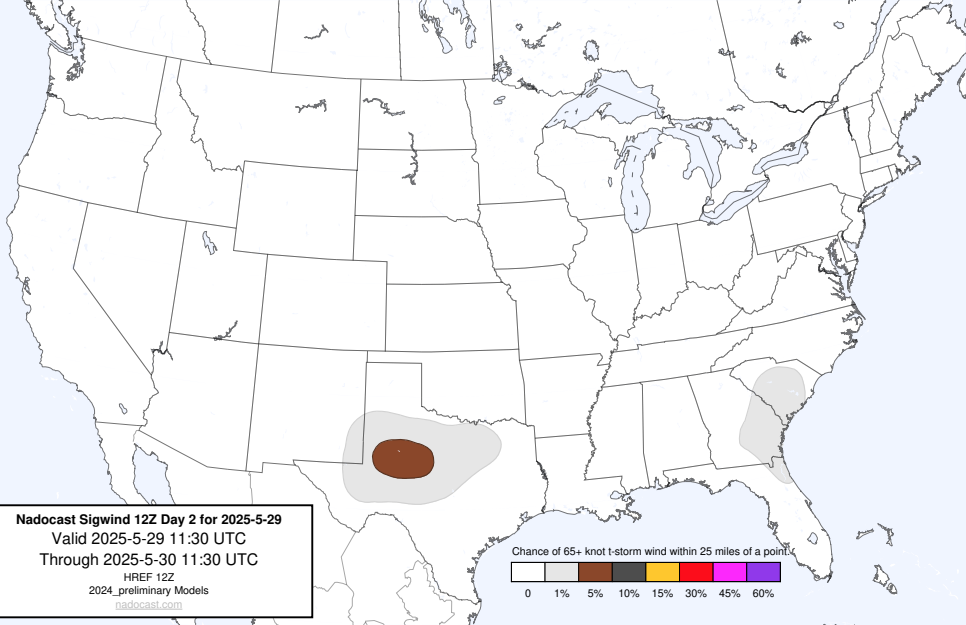 Nadocast Sigwind 12Z Day 2 for 2025-5-29
Valid 2025-5-29 11:30 UTC
Through 2025-5-30 11:30 UTC
HREF 12Z
2024_preliminary Models
nadocast.com
Chance of 65+ knot t-storm wind within 25 miles of a point.
0 1% 5% 10% 15% 30% 45% 60%